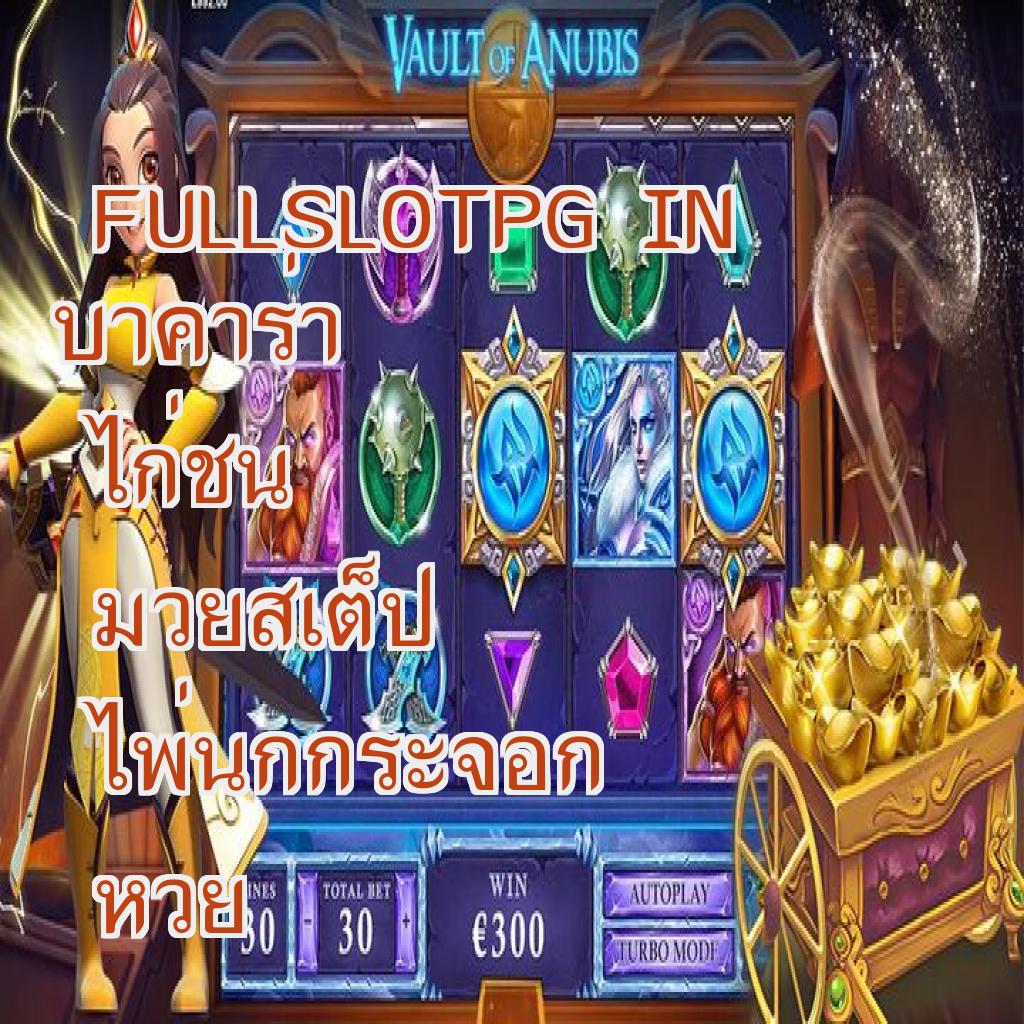 VAULT OF ANUBIS
FULLSLOTPG IN
บาคาร่า
ไก่ชน
มวยสเต็ป
ไพ่นกกระจอก
หวย
TOTAL BET
30
- +
WIN
€300
AUTOPLAY
TURBO MODE